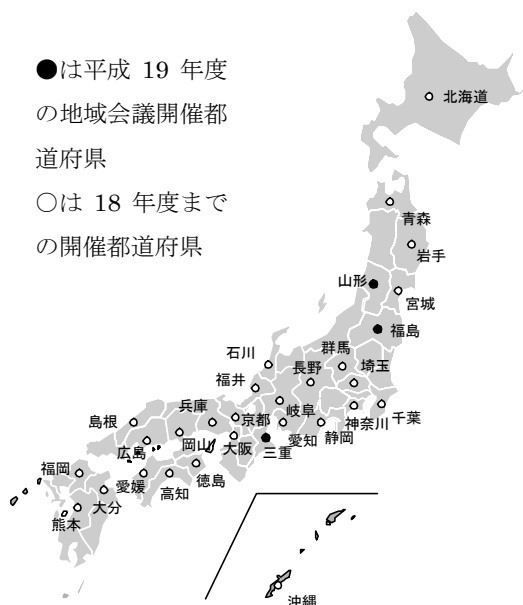 ●は平成 19 年度
の地域会議開催都
道府県
○は 18 年度まで
の開催都道府県
北海道
青森
岩手
山形
宮城
福島
群馬
石川
長野
埼玉
福井
兵庫
京都
岐阜
神奈川
千葉
島根
岡山
大阪
愛知
静岡
広島
三重
福岡
愛媛
高知
徳島
大分
熊本
沖縄